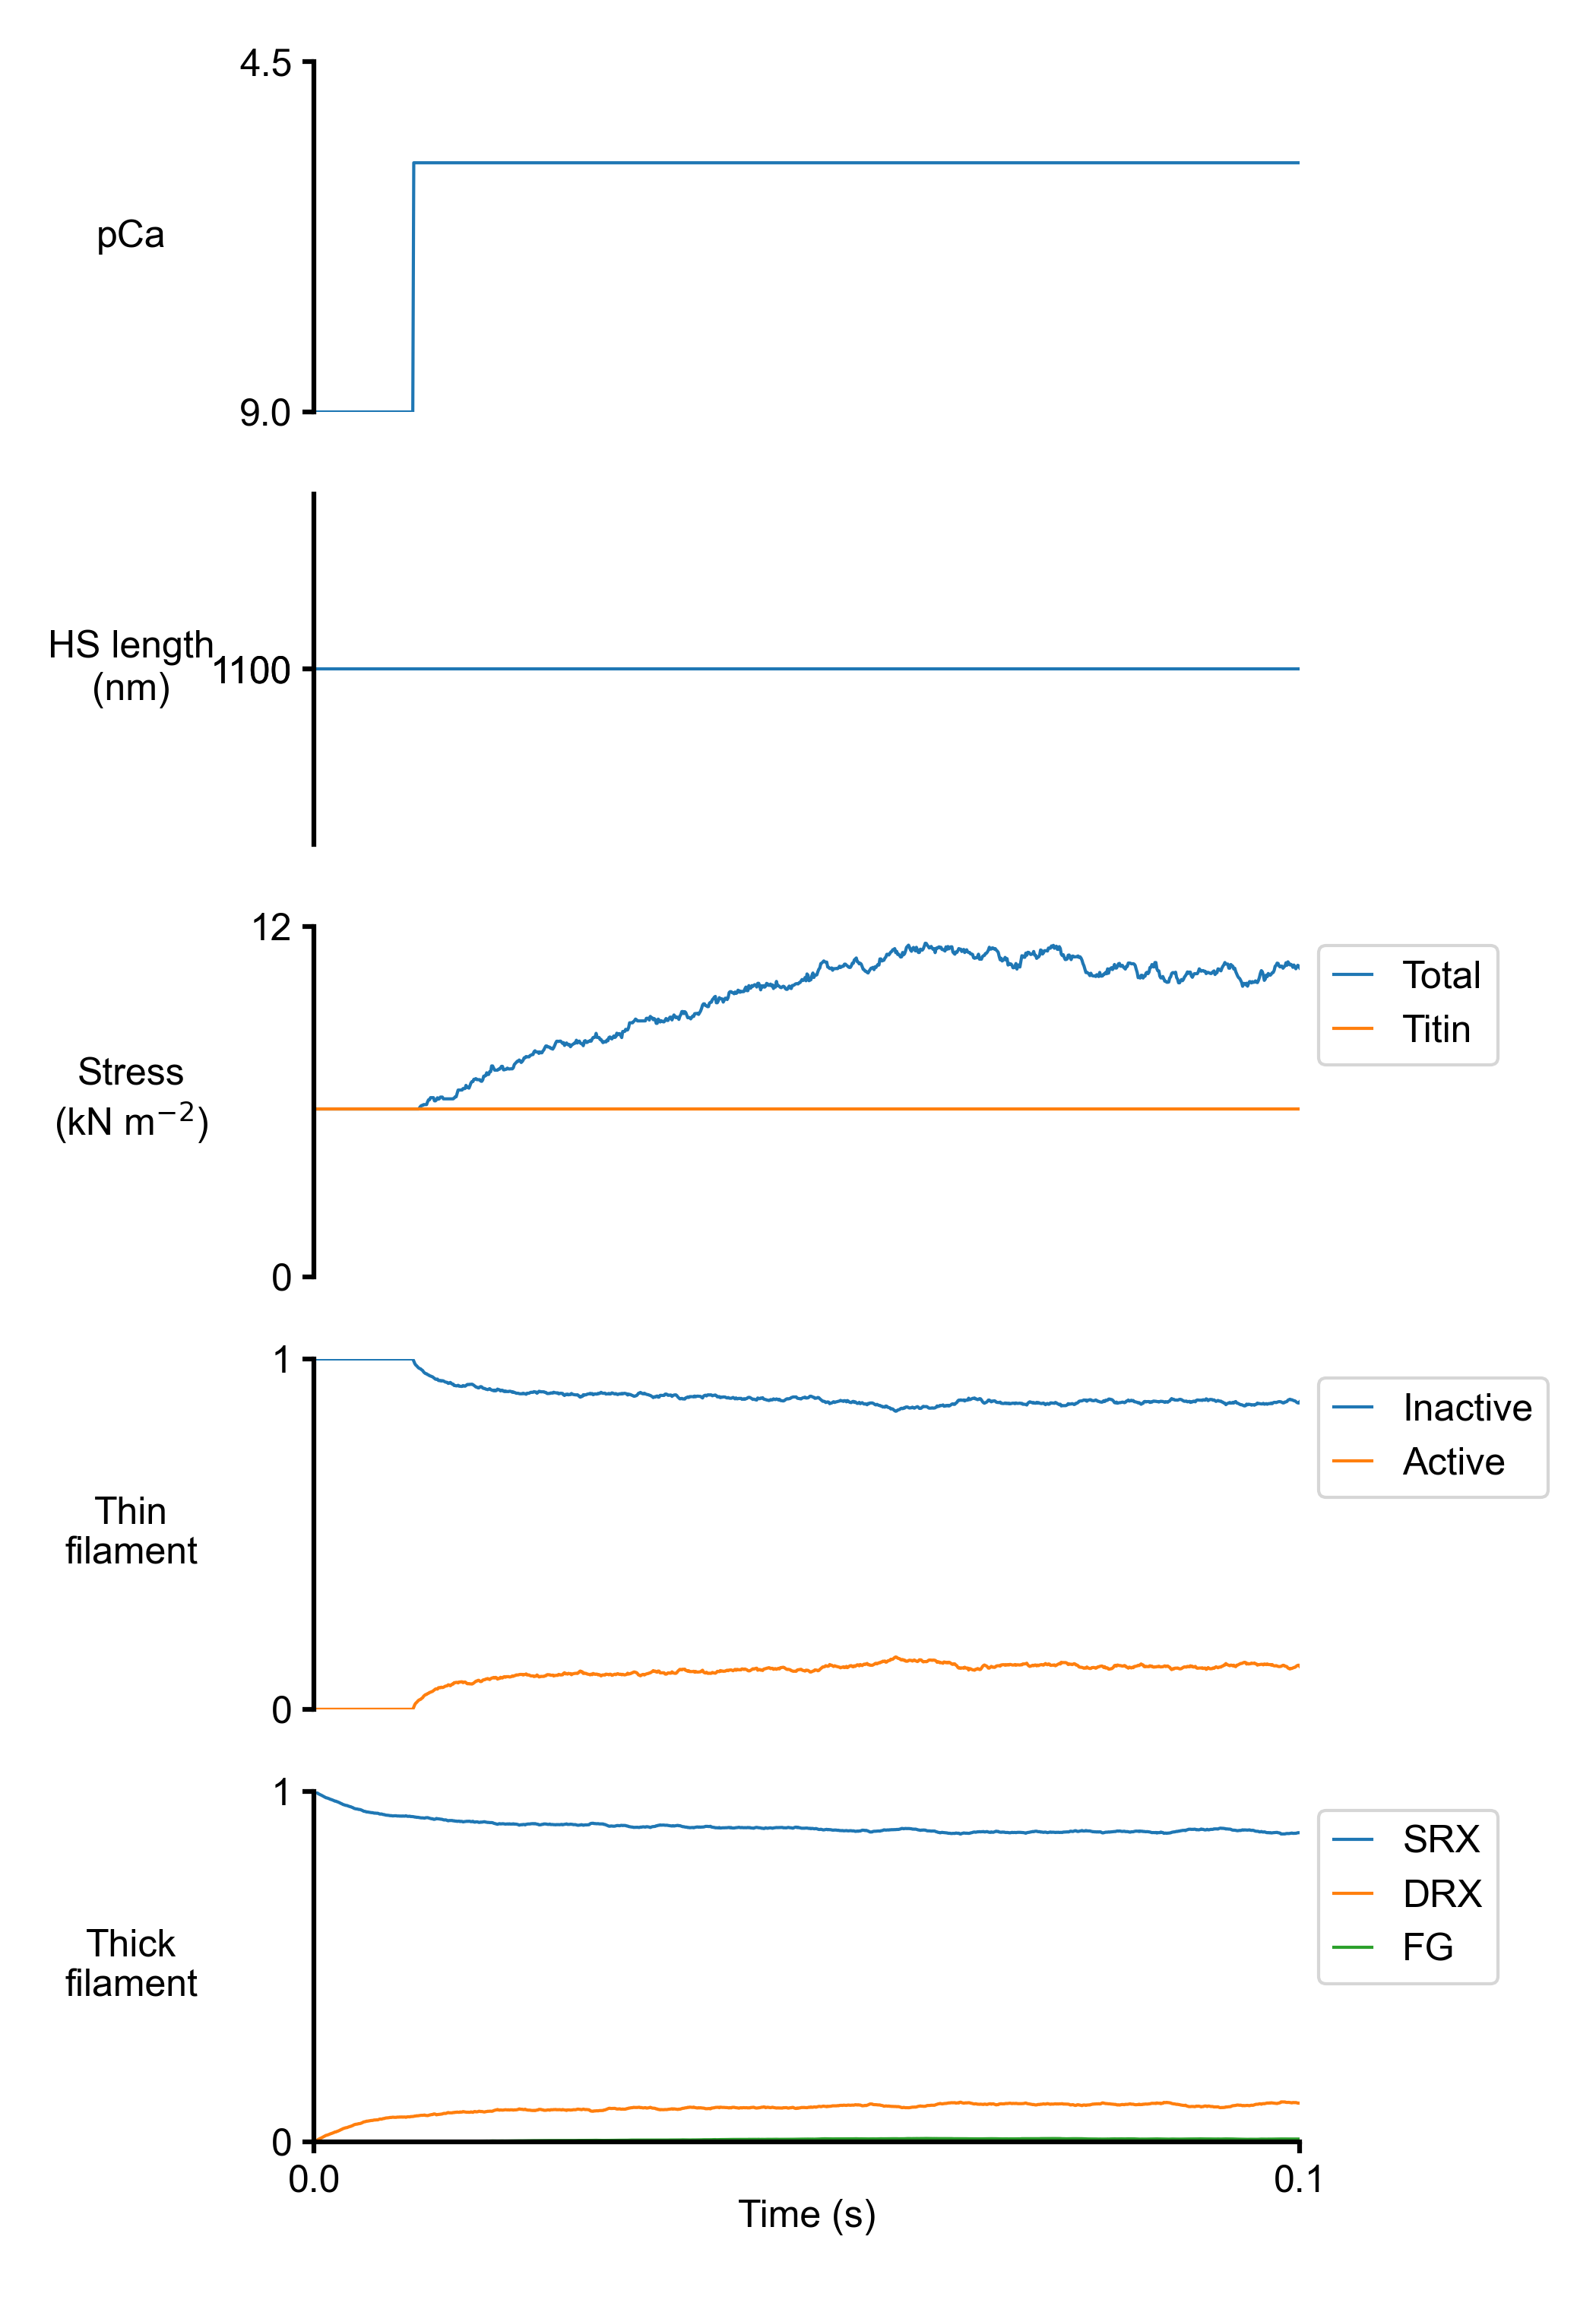 4.5
pCa
9.0
HS length
(nm)
1100
12
Stress
(kN m⁻²)
0
Total
Titin
1
Thin
filament
0
Inactive
Active
1
Thick
filament
0
SRX
DRX
FG
0.0
0.1
Time (s)